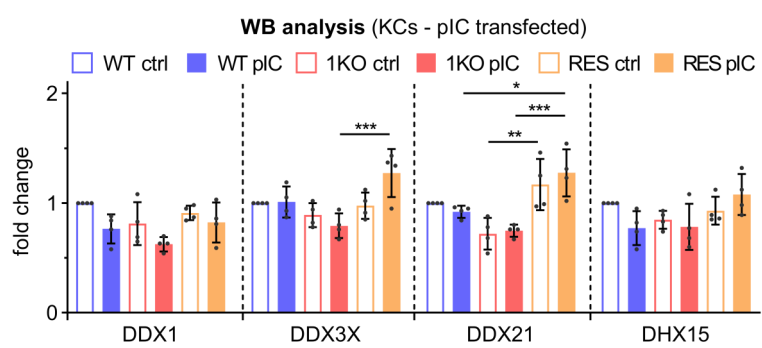 WB analysis (KCs - pIC transfected)
WT ctrl WT pIC 1KO ctrl 1KO pIC RES ctrl RES pIC
fold change
2
1
0
***
*
***
**
DDX1 DDX3X DDX21 DHX15